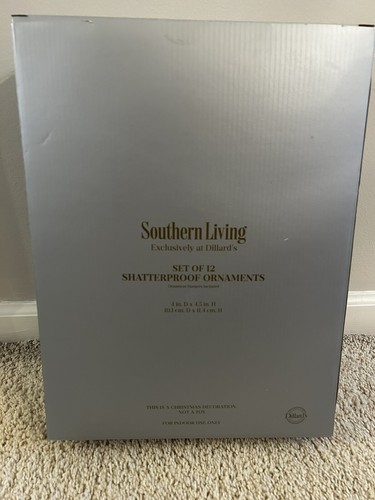 Southern Living
Exclusively at Dillard's
SET OF 12
SHATTERPROOF ORNAMENTS
4 in. D x 4.5 in. H
10.1 cm. D x 11.4 cm. H
THIS IS A CHRISTMAS DECORATION.
NOT A TOY.
FOR INDOOR USE ONLY.
Dillard's